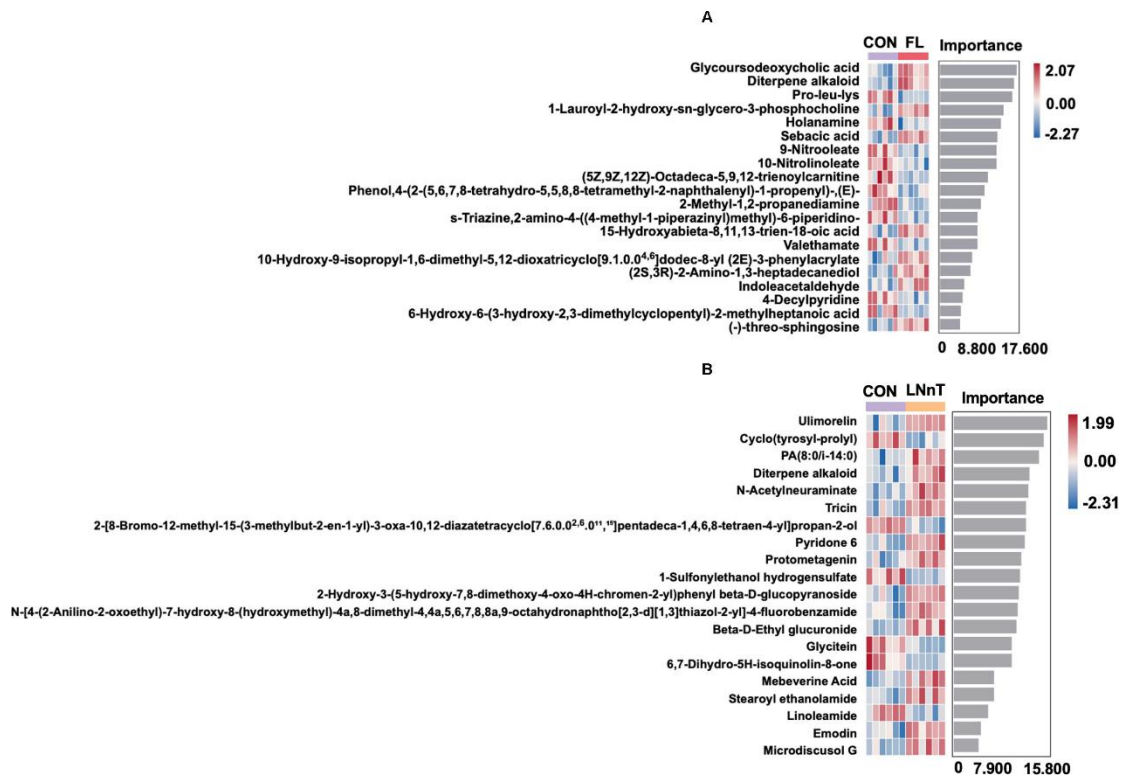 A
CON FL Importance
Glycoursodeoxycholic acid
Diterpene alkaloid
Pro-leu-lys
1-Lauroyl-2-hydroxy-sn-glycero-3-phosphocholine
Holanamine
Sebacic acid
9-Nitrooleate
10-Nitrolinoleate
(5Z,9Z,12Z)-Octadeca-5,9,12-trienoylcarnitine
Phenol,4-(2-(5,6,7,8-tetrahydro-5,5,8,8-tetramethyl-2-naphthalenyl)-1-propenyl)-,(E)-
2-Methyl-1,2-propanediamine
s-Triazine,2-amino-4-((4-methyl-1-piperazinyl)methyl)-6-piperidino-
15-Hydroxyabieta-8,11,13-trien-18-oic acid
Valethamate
10-Hydroxy-9-isopropyl-1,6-dimethyl-5,12-dioxatricyclo[9.1.0.0⁴,⁶]dodec-8-yl (2E)-3-phenylacrylate
(2S,3R)-2-Amino-1,3-heptadecanediol
Indoleacetaldehyde
4-Decylpyridine
6-Hydroxy-6-(3-hydroxy-2,3-dimethylcyclopentyl)-2-methylheptanoic acid
(-)-threo-sphingosine
2.07
0.00
-2.27
0 8.800 17.600
B
CON LNnT Importance
Ulimorelin
Cyclo(tyrosyl-prolyl)
PA(8:0/i-14:0)
Diterpene alkaloid
N-Acetylneuraminate
Tricin
2-[8-Bromo-12-methyl-15-(3-methylbut-2-en-1-yl)-3-oxa-10,12-diazatetracyclo[7.6.0.0²,⁶.0¹¹,¹⁵]pentadeca-1,4,6,8-tetraen-4-yl]propan-2-ol
Pyridone 6
Protometagenin
1-Sulfonylethanol hydrogensulfate
2-Hydroxy-3-(5-hydroxy-7,8-dimethoxy-4-oxo-4H-chromen-2-yl)phenyl beta-D-glucopyranoside
N-[4-(2-Anilino-2-oxoethyl)-7-hydroxy-8-(hydroxymethyl)-4a,8-dimethyl-4,4a,5,6,7,8,8a,9-octahydronaphtho[2,3-d][1,3]thiazol-2-yl]-4-fluorobenzamide
Beta-D-Ethyl glucuronide
Glycitein
6,7-Dihydro-5H-isoquinolin-8-one
Mebeverine Acid
Stearoyl ethanolamide
Linoleamide
Emodin
Microdiscusol G
1.99
0.00
-2.31
0 7.900 15.800